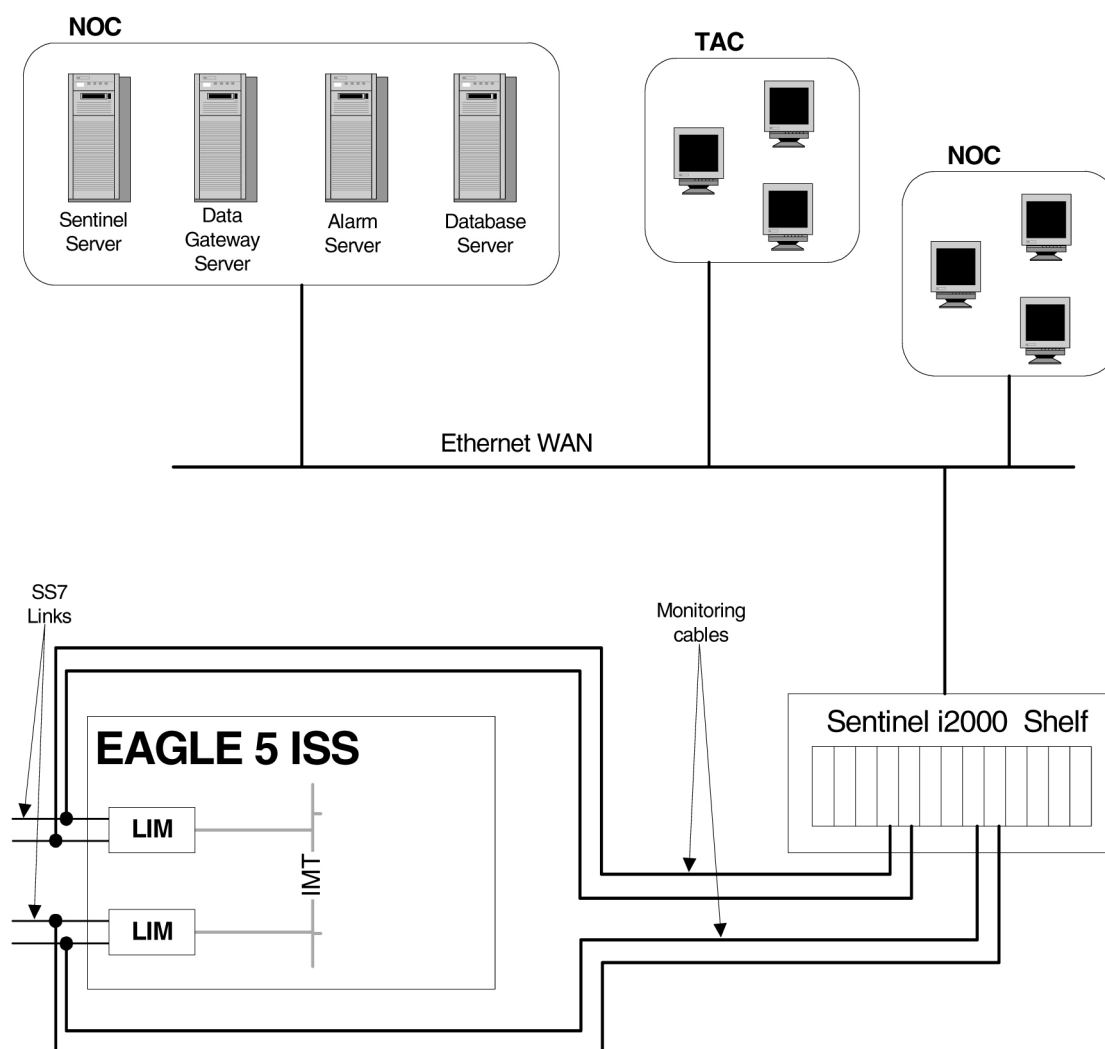 NOC
TAC
NOC
Sentinel
Server
Data
Gateway
Server
Alarm
Server
Database
Server
Ethernet WAN
SS7
Links
Monitoring
cables
Sentinel i2000 Shelf
EAGLE 5 ISS
LIM
IMT
LIM